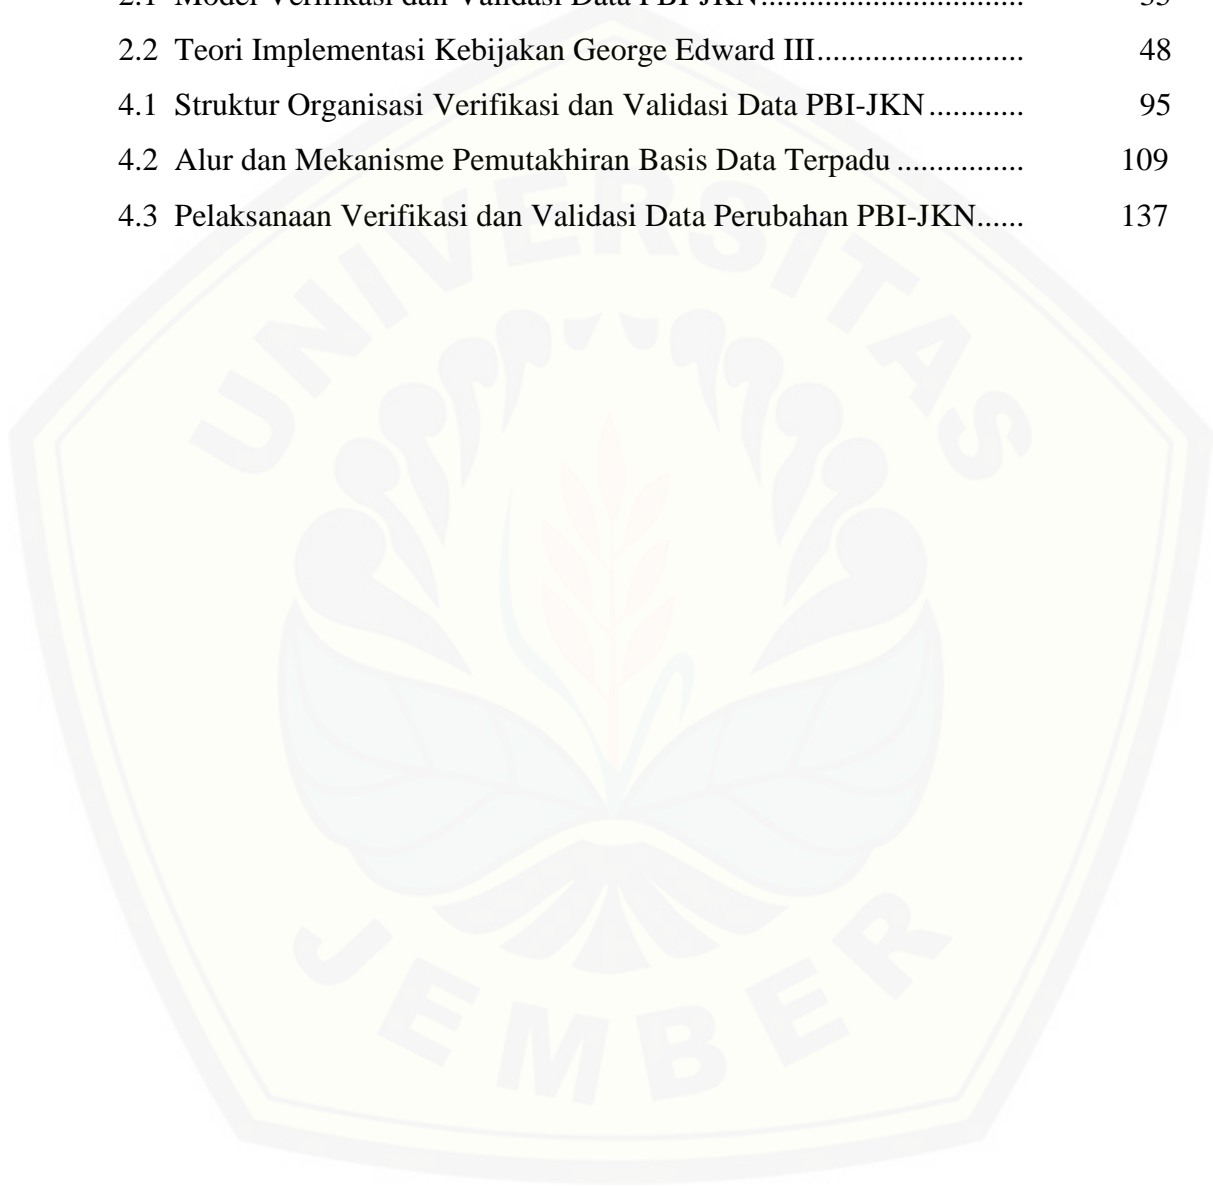 2.1 Model Verifikasi dan Validasi Data PBI-JKN................................. 35
2.2 Teori Implementasi Kebijakan George Edward III.......................... 48
4.1 Struktur Organisasi Verifikasi dan Validasi Data PBI-JKN............ 95
4.2 Alur dan Mekanisme Pemutakhiran Basis Data Terpadu................ 109
4.3 Pelaksanaan Verifikasi dan Validasi Data Perubahan PBI-JKN...... 137
UNIVERSITAS
JEMBER